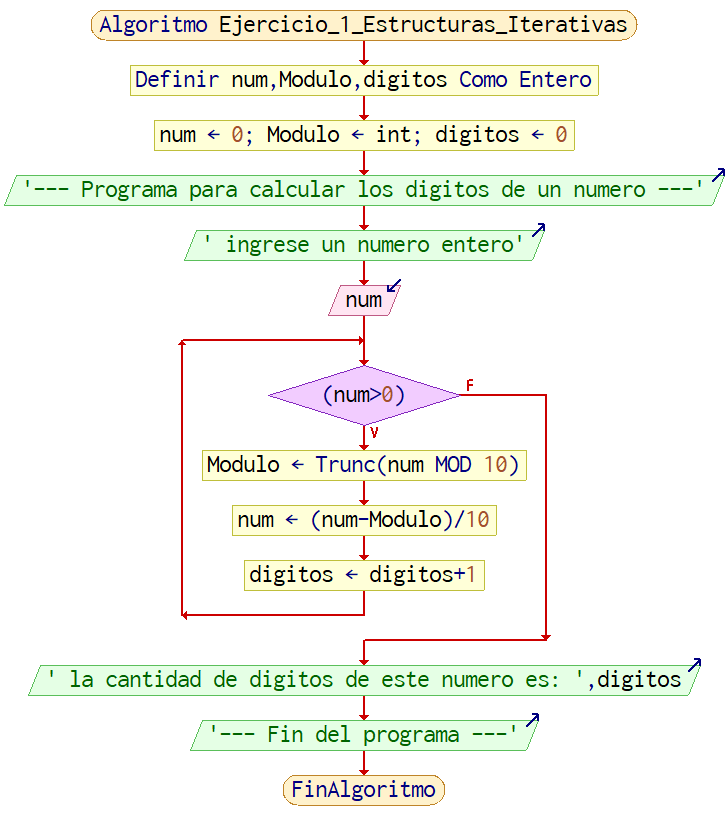 Algoritmo Ejercicio_1_Estructuras_Iterativas
Definir num,Modulo,digitos Como Entero
num ← 0; Modulo ← int; digitos ← 0
'--- Programa para calcular los digitos de un numero ---'
' ingrese un numero entero'
num
(num>0)
F
V
Modulo ← Trunc(num MOD 10)
num ← (num-Modulo)/10
digitos ← digitos+1
' la cantidad de digitos de este numero es: ',digitos
'--- Fin del programa ---'
FinAlgoritmo